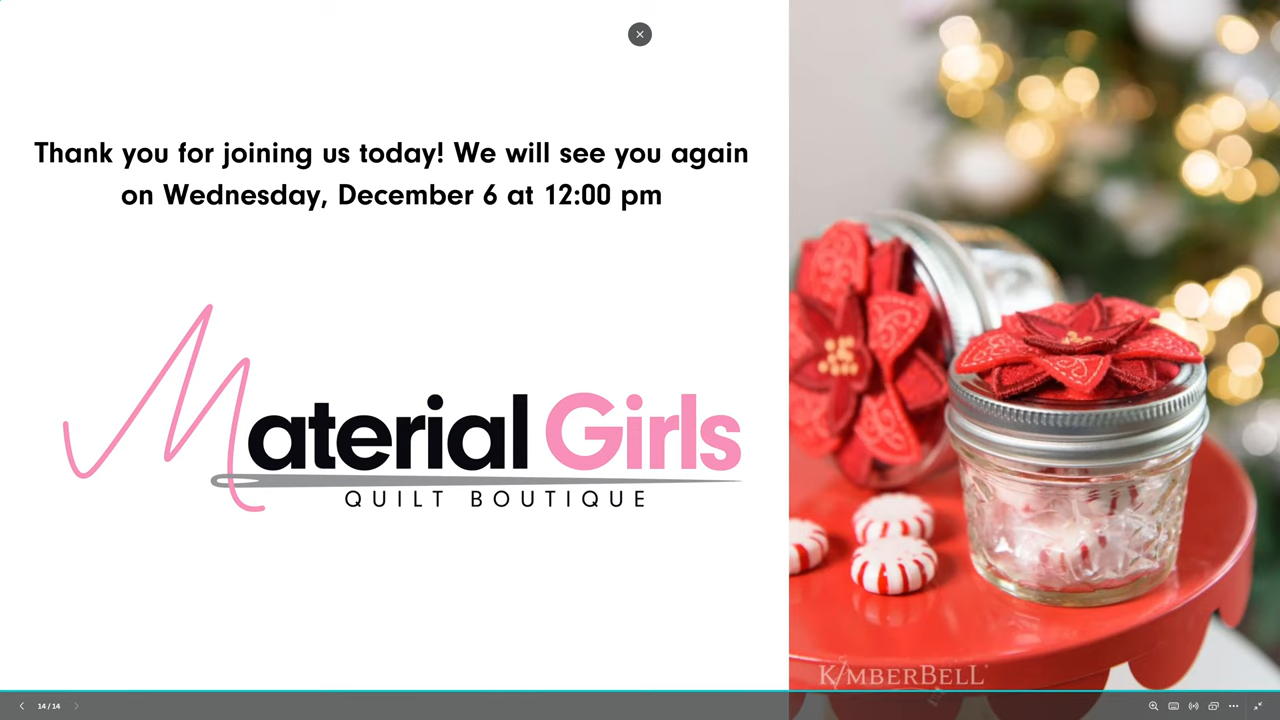 Thank you for joining us today! We will see you again
on Wednesday, December 6 at 12:00 pm
Material Girls
QUILT BOUTIQUE
KIMBERBELL®
14 / 14